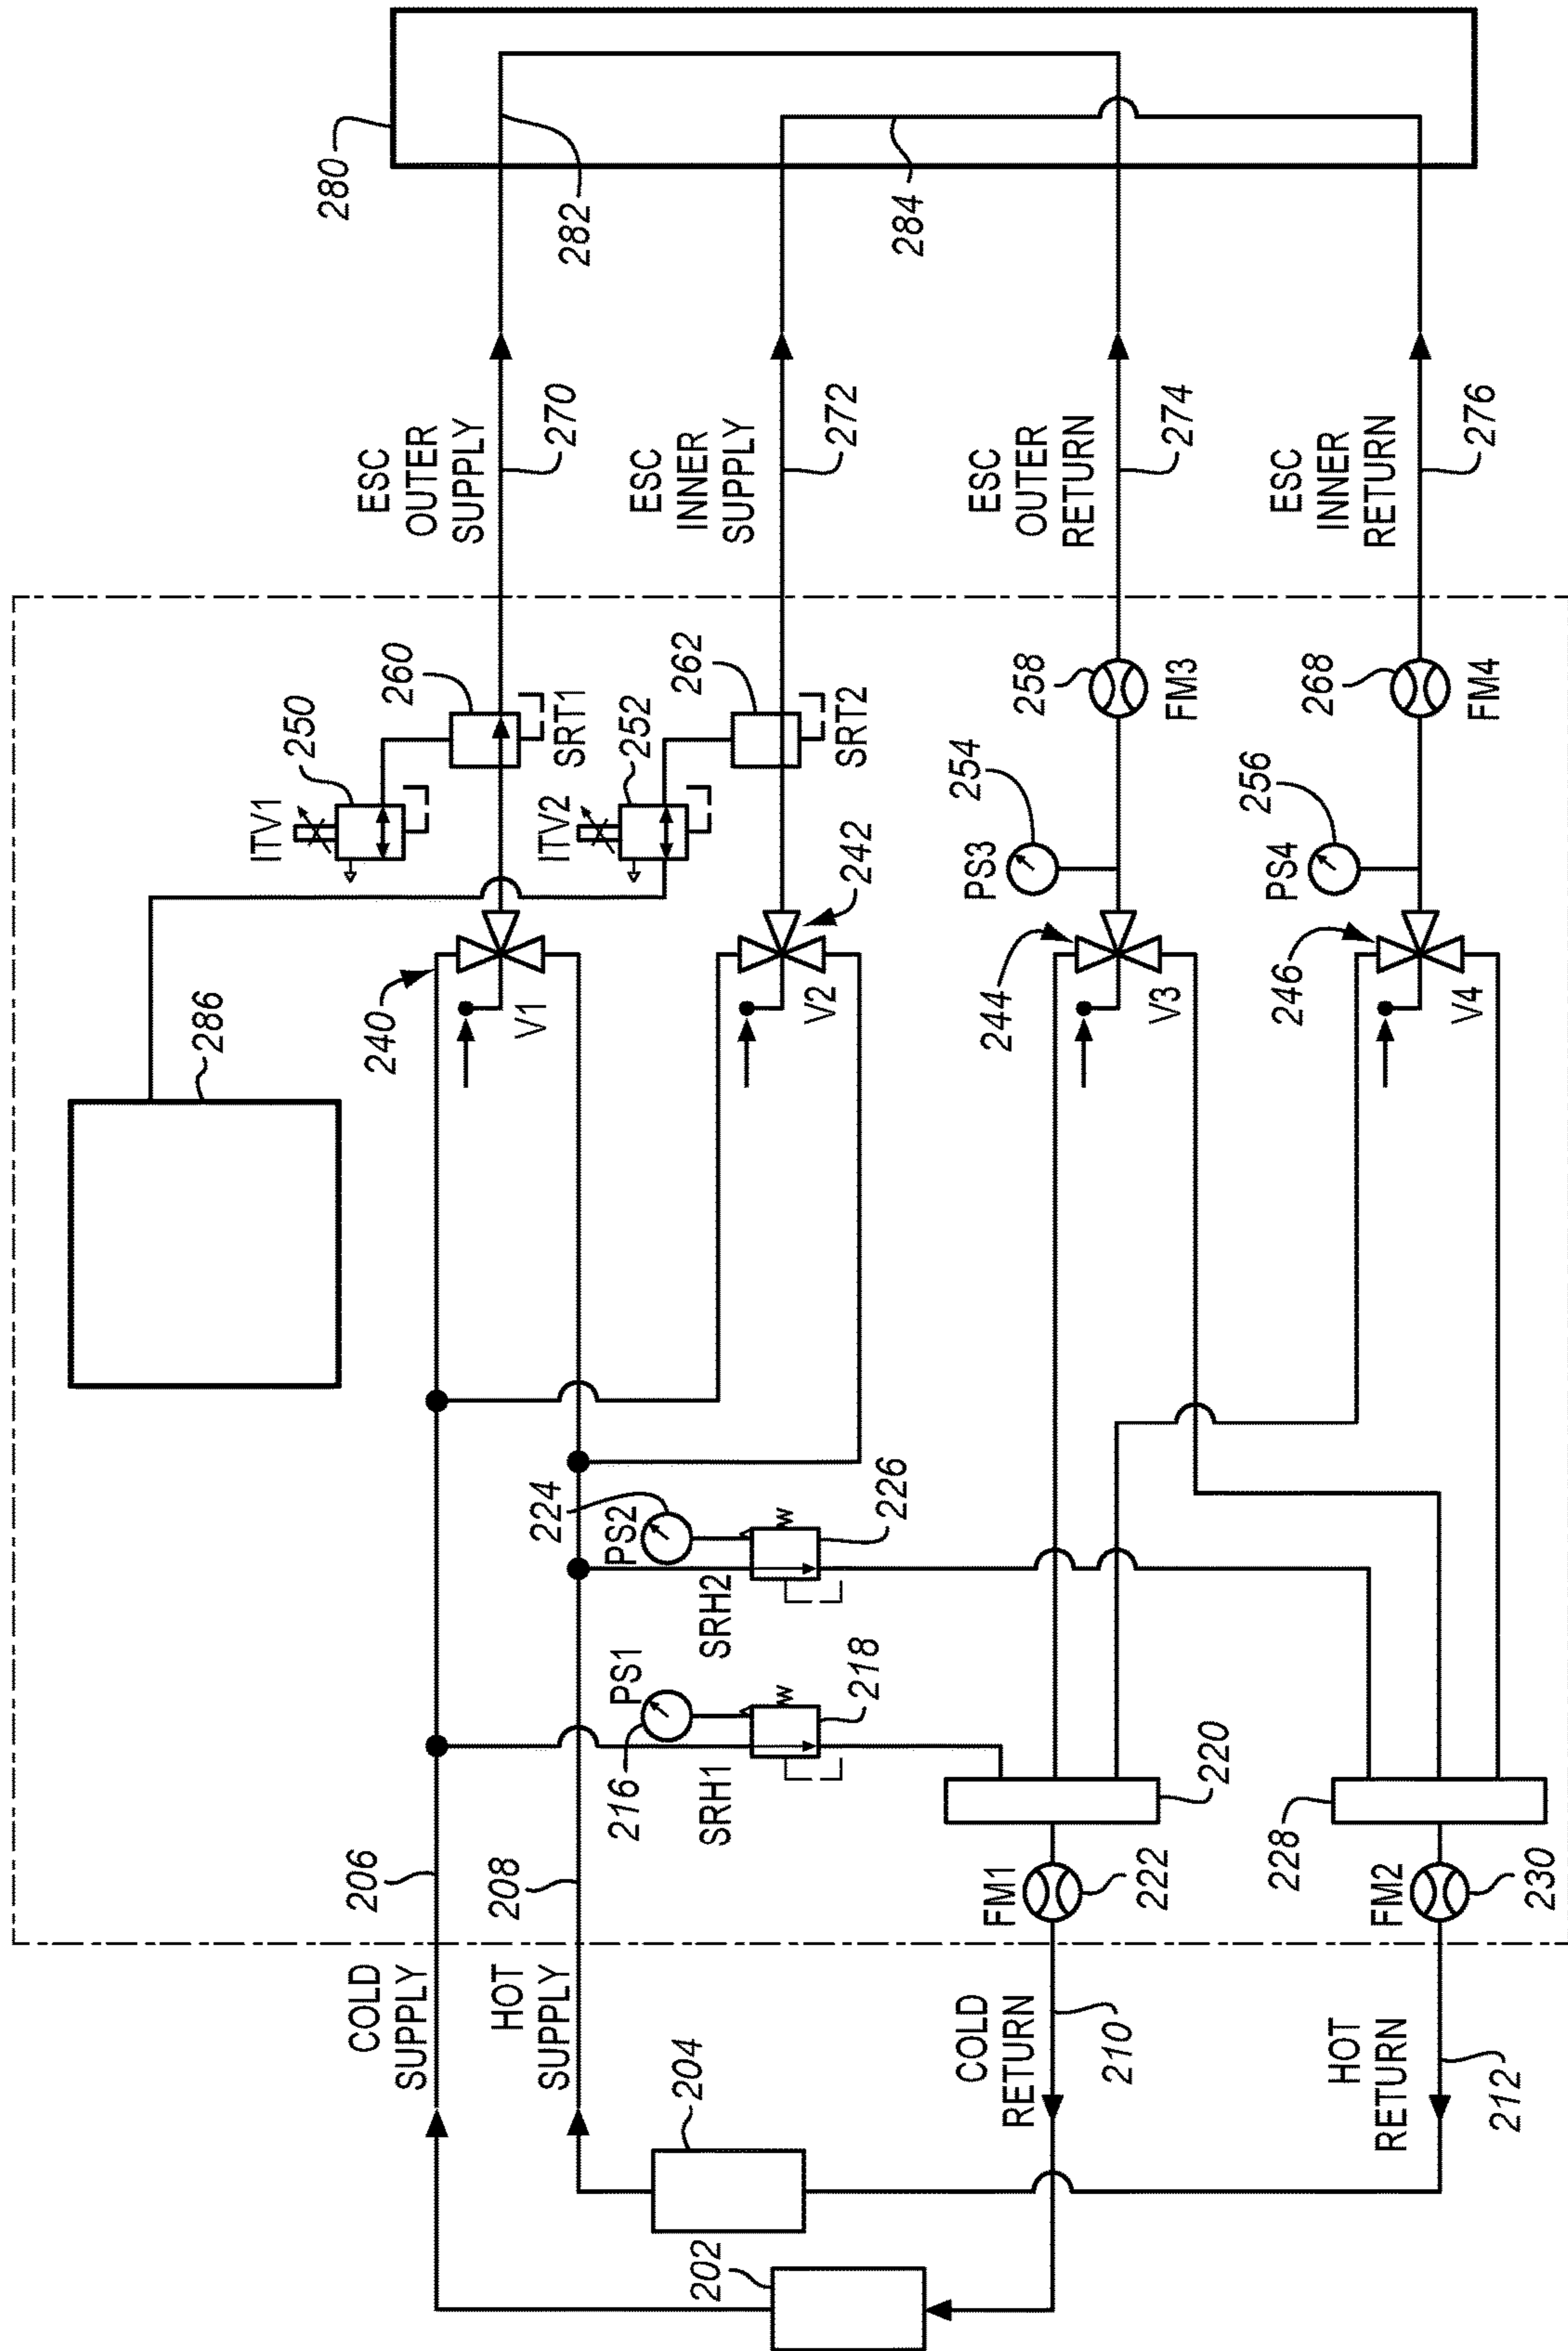 280
282
284
ESC
OUTER
SUPPLY
270
ESC
INNER
SUPPLY
272
ESC
OUTER
RETURN
274
ESC
INNER
RETURN
276
ITV1
250
260
SRT1
ITV2
252
262
SRT2
242
PS3
254
258
FM3
PS4
256
268
FM4
286
240
V1
V2
244
V3
246
V4
224
PS2
SRH2
226
W
216
PS1
SRH1
218
W
206
208
220
FM1
222
228
FM2
230
COLD
SUPPLY
HOT
SUPPLY
COLD
RETURN
210
HOT
RETURN
212
204
202